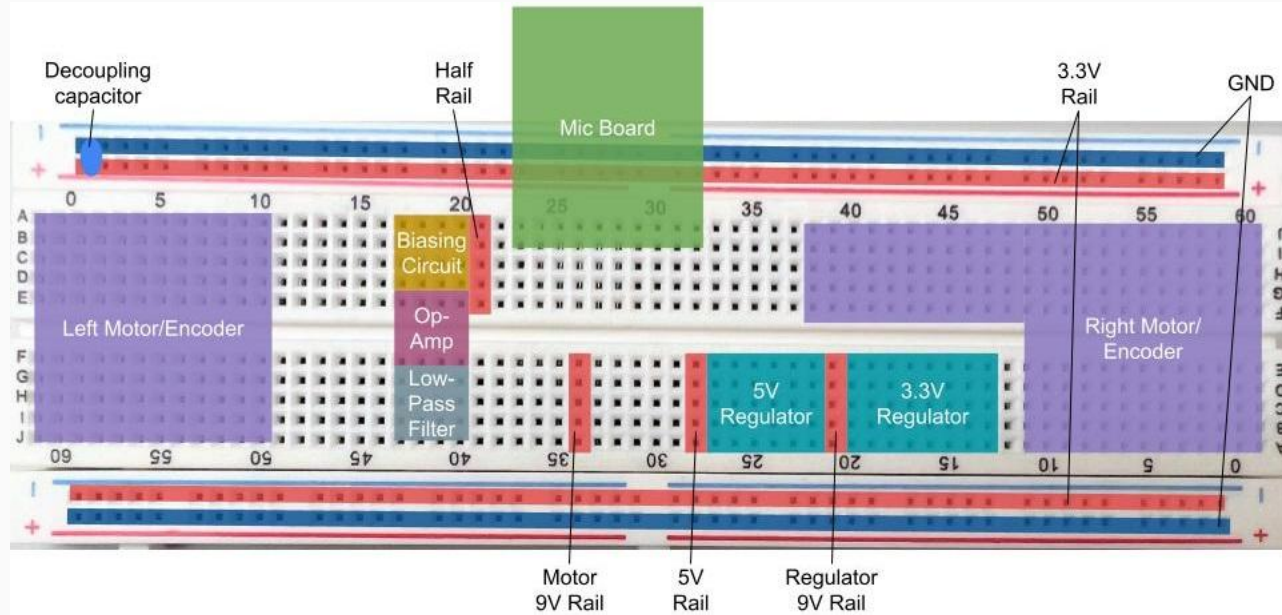 Decoupling
capacitor
Half
Rail
3.3V
Rail
GND
Mic Board
+
+
0 5 10 15 20 25 30 35 40 45 50 55 60
A
B
C
D
E
Biasing
Circuit
J
I
H
G
F
Left Motor/Encoder
Op-
Amp
Right Motor/
Encoder
F
G
H
I
J
Low-
Pass
Filter
5V
Regulator
3.3V
Regulator
60 55 50 45 40 35 30 25 20 15 10 5 0
+
+
Motor
9V Rail
5V
Rail
Regulator
9V Rail